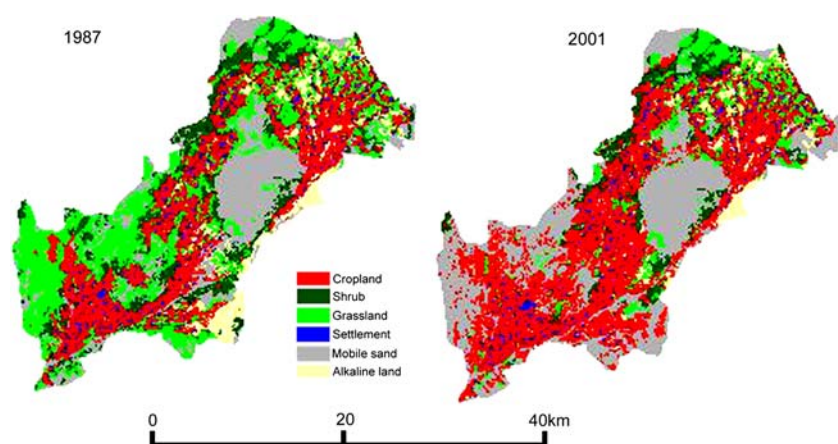 1987
2001
Cropland
Shrub
Grassland
Settlement
Mobile sand
Alkaline land
0 20 40km